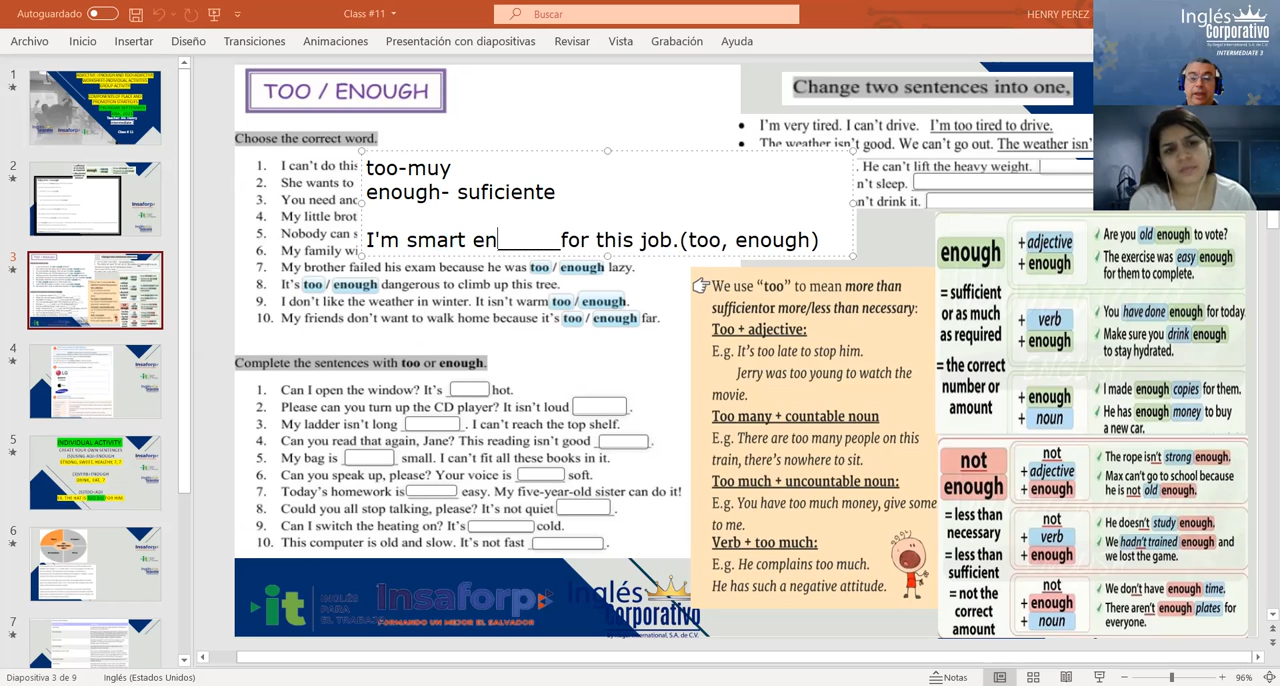 Autoguardado
Class #11
Buscar
HENRY PEREZ
Archivo Inicio Insertar Diseño Transiciones Animaciones Presentación con diapositivas Revisar Vista Grabación Ayuda
Inglés
Corporativo
by Regal International, S.A. de C.V.
INTERMEDIATE 3
1
2
3
4
5
6
7
INDIVIDUAL ACTIVITY
TOO / ENOUGH
Choose the correct word.
1. I can't do this
2. She wants to
3. You need ano
4. My little brot
5. Nobody can s
6. My family wi
7. My brother failed his exam because he was too / enough lazy.
8. It's too / enough dangerous to climb up this tree.
9. I don't like the weather in winter. It isn't warm too / enough.
10. My friends don't want to walk home because it's too / enough far.
too-muy
enough- suficiente
I'm smart en_____for this job.(too, enough)
Complete the sentences with too or enough.
1. Can I open the window? It's hot.
2. Please can you turn up the CD player? It isn't loud .
3. My ladder isn't long . I can't reach the top shelf.
4. Can you read that again, Jane? This recording isn't good .
5. My bag is small. I can't fit all these books in it.
6. Can you speak up, please? Your voice is soft.
7. Today's homework is easy. My five-year-old sister can do it!
8. Could you all stop talking, please? It's not quiet .
9. Can I switch the heating on? It's cold.
10. This computer is old and slow. It's not fast .
Change two sentences into one,
• I'm very tired. I can't drive. I'm too tired to drive.
• The weather isn't good. We can't go out. The weather isn'
. He can't lift the heavy weight.
n't sleep.
n't drink it.
We use "too" to mean more than
sufficientor more/less than necessary:
Too + adjective:
E.g. It's too late to stop him.
Jerry was too young to watch the
movie.
Too many + countable noun
E.g. There are too many people on this
train, there's nowhere to sit.
Too much + uncountable noun:
E.g. You have too much money, give some
to me.
Verb + too much:
E.g. He complains too much.
He has such a negative attitude.
enough
= sufficient
or as much
as required
= the correct
number or
amount
+ adjective
+ enough
✓ Are you old enough to vote?
✓ The exercise was easy enough
for them to complete.
+ verb
+ enough
✓ You have done enough for today.
✓ Make sure you drink enough
to stay hydrated.
+ enough
+ noun
✓ I made enough copies for them.
✓ He has enough money to buy
a new car.
not
enough
= less than
necessary
= less than
sufficient
= not the
correct
amount
not
+ adjective
+ enough
✓ The rope isn't strong enough.
✓ Max can't go to school because
he is not old enough.
not
+ verb
+ enough
✓ He doesn't study enough.
✓ We hadn't trained enough and
we lost the game.
not
+ enough
+ noun
✓ We don't have enough time.
✓ There aren't enough plates for
everyone.
it INGLÉS
PARA
EL TRABAJO
Insaforp
FORMANDO UN MEJOR EL SALVADOR
Inglés
Corporativo
by Regal International, S.A. de C.V.
Diapositiva 3 de 9 Inglés (Estados Unidos)
Notas
96%